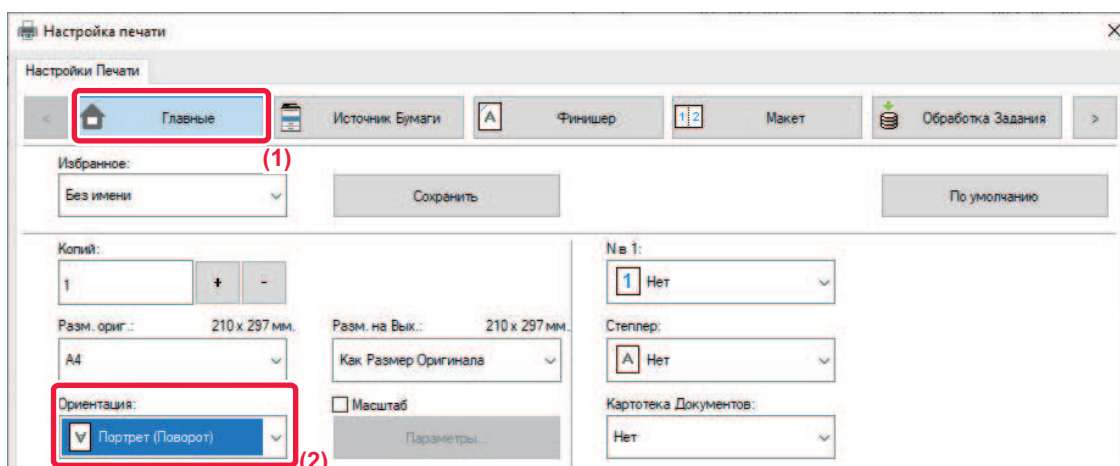 Настройка печати
Настройки Печати
< Главные Источник Бумаги Финишер Макет Обработка Задания >
(1)
Избранное:
Без имени Сохранить По умолчанию
Копий: N в 1:
1 + - 1 Нет
Разм. ориг.: 210 x 297 мм. Разм. на Вых.: 210 x 297 мм. Степлер:
A4 Как Размер Оригинала A Нет
Ориентация: Масштаб Картотека Документов:
A Портрет (Поворот) Параметры... Нет
(2)